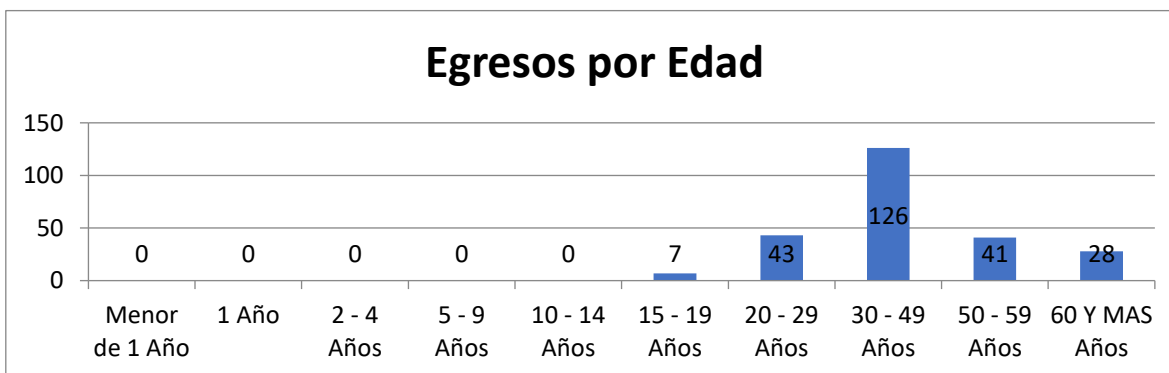 Egresos por Edad
150
100
50
0
0 0 0 0 0 7 43 126 41 28
Menor 1 Año 2 - 4 5 - 9 10 - 14 15 - 19 20 - 29 30 - 49 50 - 59 60 Y MAS
de 1 Año Años Años Años Años Años Años Años Años